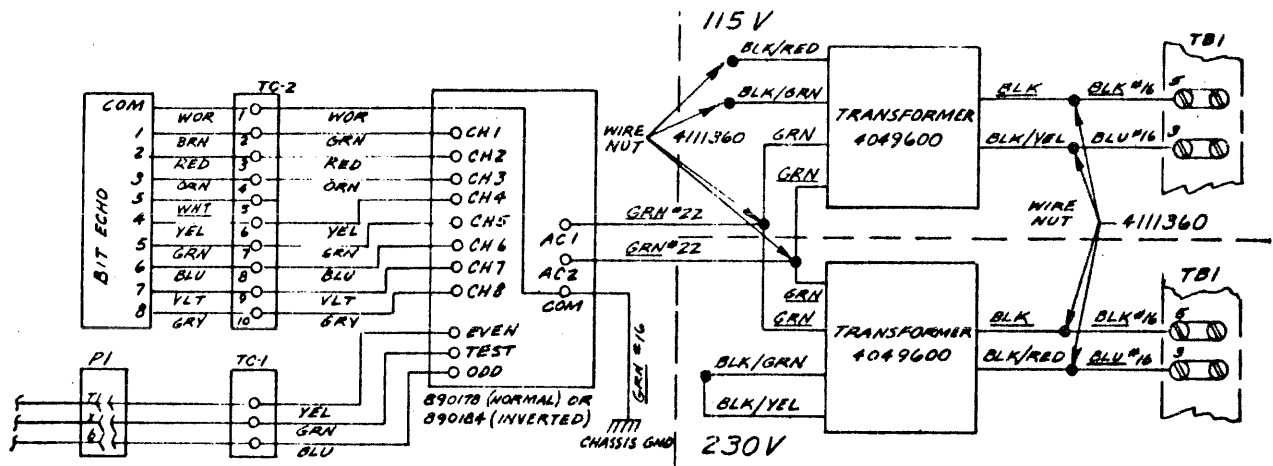 115 V
TB1
BLK/RED
BLK/GRN
TRANSFORMER
4049600
BLK
BLK #16
5
BLK/YEL
BLU #16
3
WIRE
NUT
4111360
GRN
GRN
WIRE
NUT
4111360
TC-2
BIT ECHO
COM
WOR
1
WOR
1
BRN
2
GRN
CH1
2
RED
3
RED
CH2
3
ORN
4
ORN
CH3
5
WHT
5
CH4
4
YEL
6
YEL
CH5
5
GRN
7
GRN
CH6
6
BLU
8
BLU
CH7
7
VLT
9
VLT
CH8
8
GRY
10
GRY
AC1
AC2
COM
GRN #22
GRN #22
EVEN
TEST
ODD
GRN #16
890178 (NORMAL) OR
890184 (INVERTED)
CHASSIS GND
P1
TC-1
YEL
GRN
BLU
GRN
GRN
TRANSFORMER
4049600
BLK
BLK #16
BLK/RED
BLU #16
TB1
5
3
BLK/GRN
BLK/YEL
230V